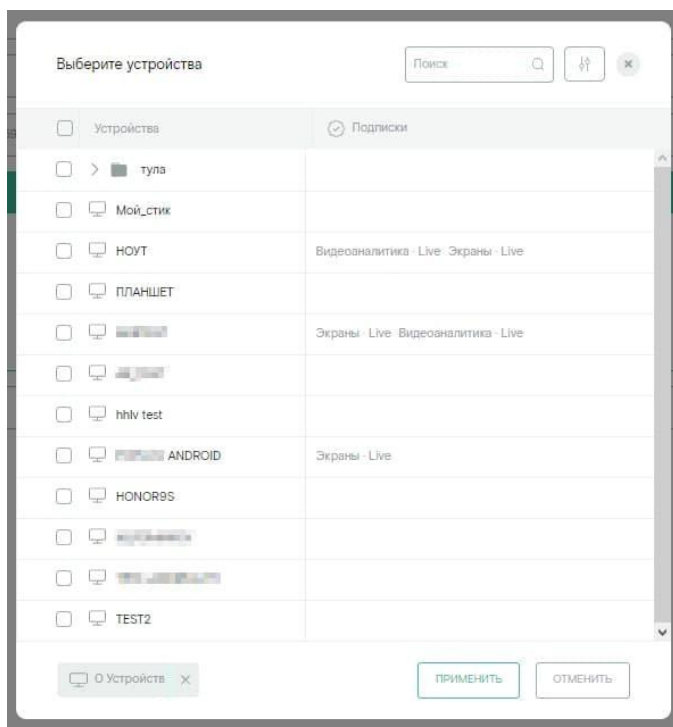 Выберите устройства
Поиск
Устройства
Подписки
тула
Мой_стик
НОУТ
Видеоаналитика · Live Экраны · Live
ПЛАНШЕТ
Экраны · Live Видеоаналитика · Live
hhlv test
ANDROID
Экраны · Live
HONOR9S
TEST2
0 Устройств
ПРИМЕНИТЬ
ОТМЕНИТЬ